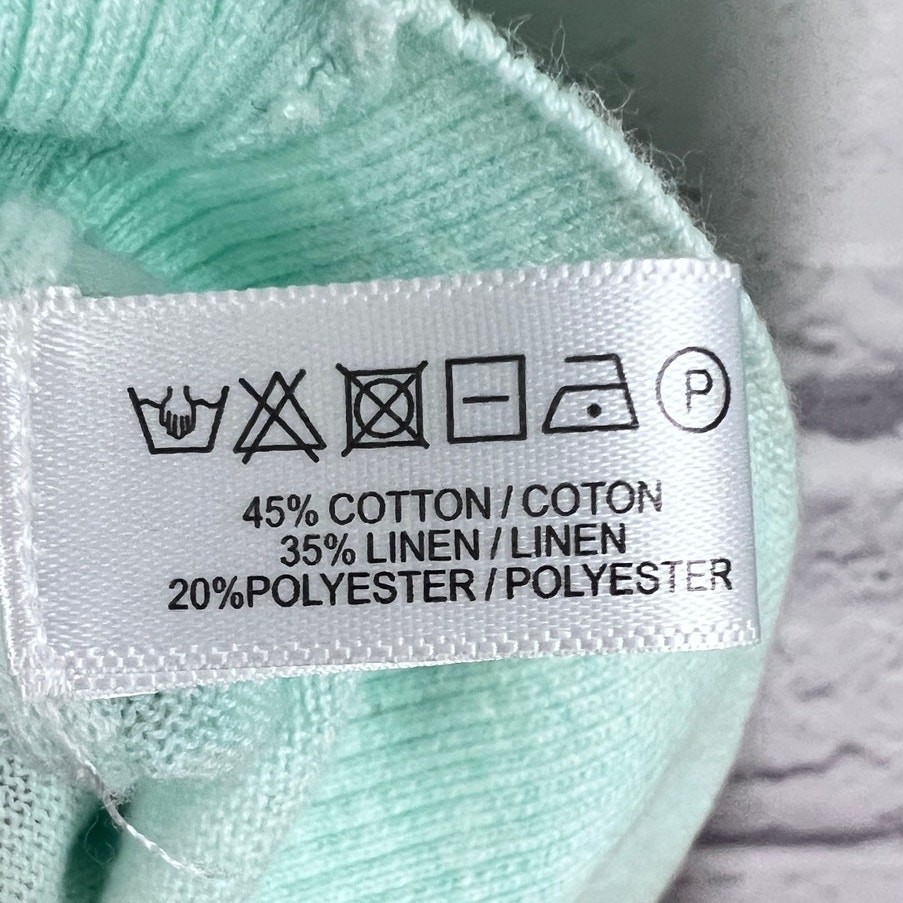 P
45% COTTON / COTON
35% LINEN / LINEN
20%POLYESTER / POLYESTER